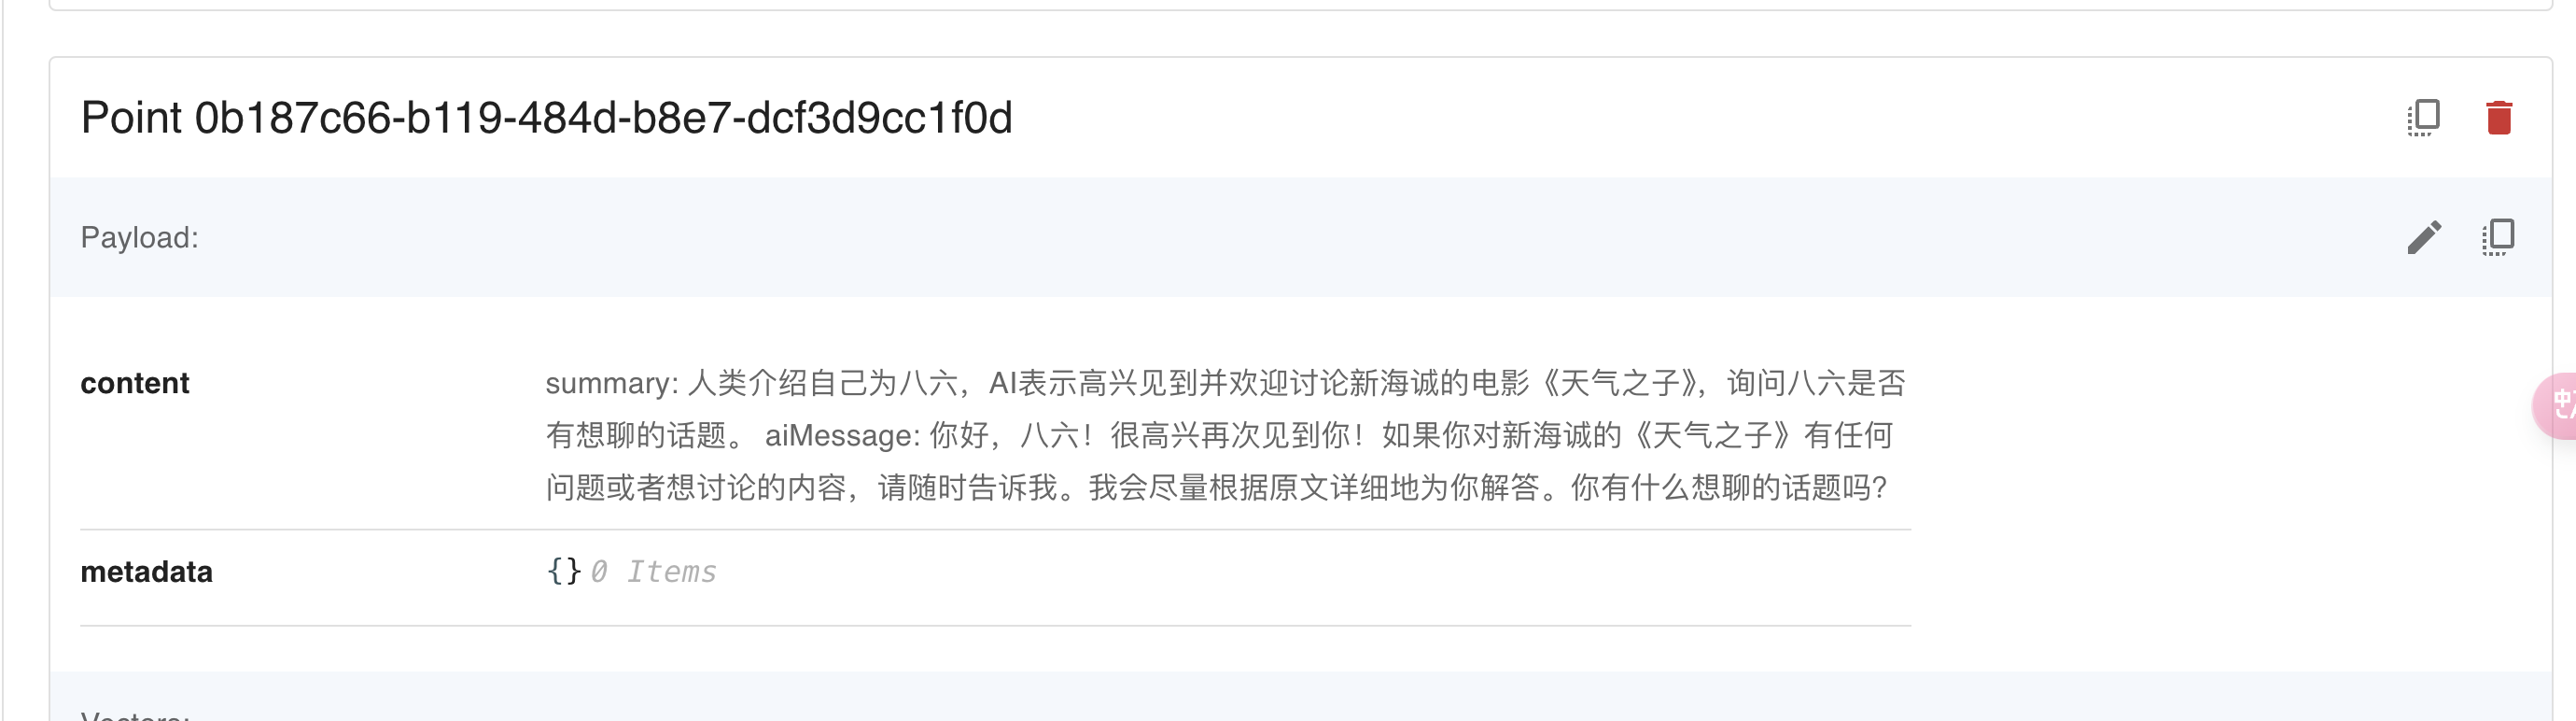 Point 0b187c66-b119-484d-b8e7-dcf3d9cc1f0d
Payload:
content
summary: 人类介绍自己为八六，AI表示高兴见到并欢迎讨论新海诚的电影《天气之子》，询问八六是否
有想聊的话题。 aiMessage: 你好，八六！很高兴再次见到你！如果你对新海诚的《天气之子》有任何
问题或者想讨论的内容，请随时告诉我。我会尽量根据原文详细地为你解答。你有什么想聊的话题吗?
metadata
{} 0 Items
Vectors: